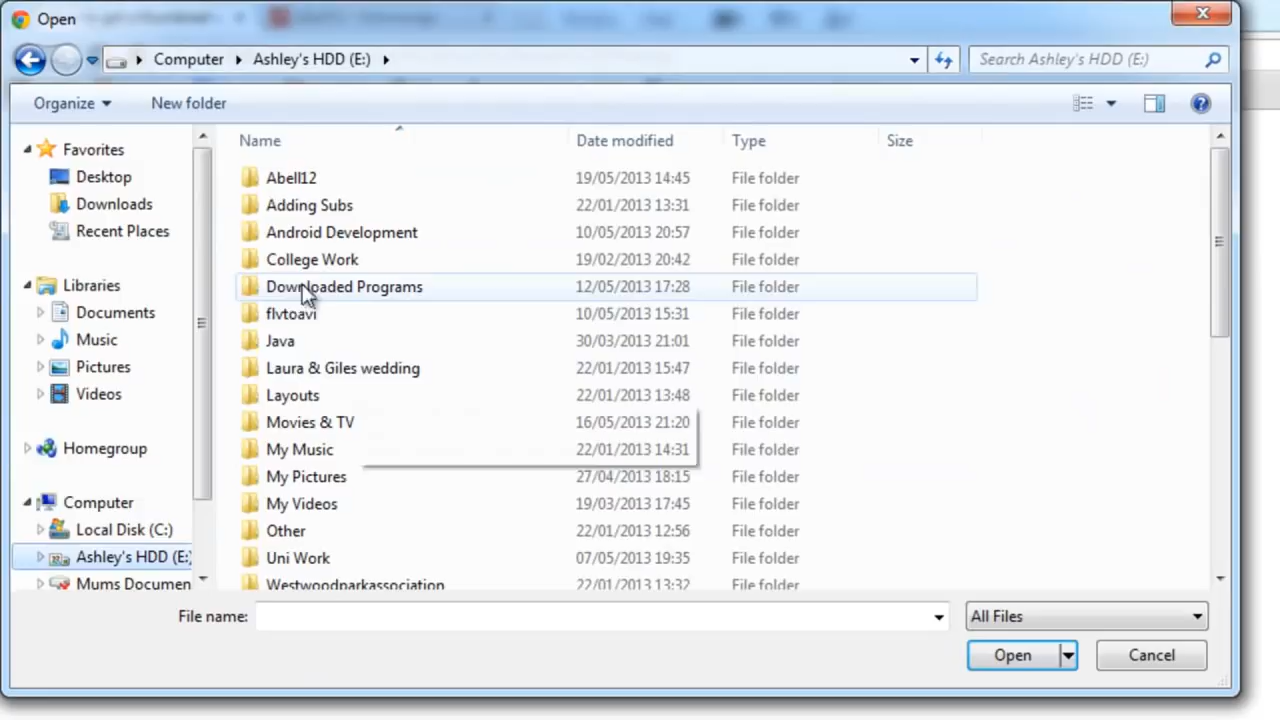 Open
Computer Ashley's HDD (E:) Search Ashley's HDD (E:)
Organize New folder
Name Date modified Type Size
Favorites
Desktop
Downloads
Recent Places
Libraries
Documents
Music
Pictures
Videos
Homegroup
Computer
Local Disk (C:)
Ashley's HDD (E:
Mums Documen
Abell12 19/05/2013 14:45 File folder
Adding Subs 22/01/2013 13:31 File folder
Android Development 10/05/2013 20:57 File folder
College Work 19/02/2013 20:42 File folder
Downloaded Programs 12/05/2013 17:28 File folder
flvtoavi 10/05/2013 15:31 File folder
Java 30/03/2013 21:01 File folder
Laura & Giles wedding 22/01/2013 15:47 File folder
Layouts 22/01/2013 13:48 File folder
Movies & TV 16/05/2013 21:20 File folder
My Music 22/01/2013 14:31 File folder
My Pictures 27/04/2013 18:15 File folder
My Videos 19/03/2013 17:45 File folder
Other 22/01/2013 12:56 File folder
Uni Work 07/05/2013 19:35 File folder
Westwoodparkassociation 22/01/2013 13:32 File folder
File name: All Files
Open Cancel